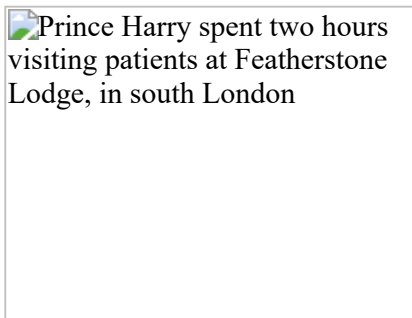 Prince Harry spent two hours
visiting patients at Featherstone
Lodge, in south London